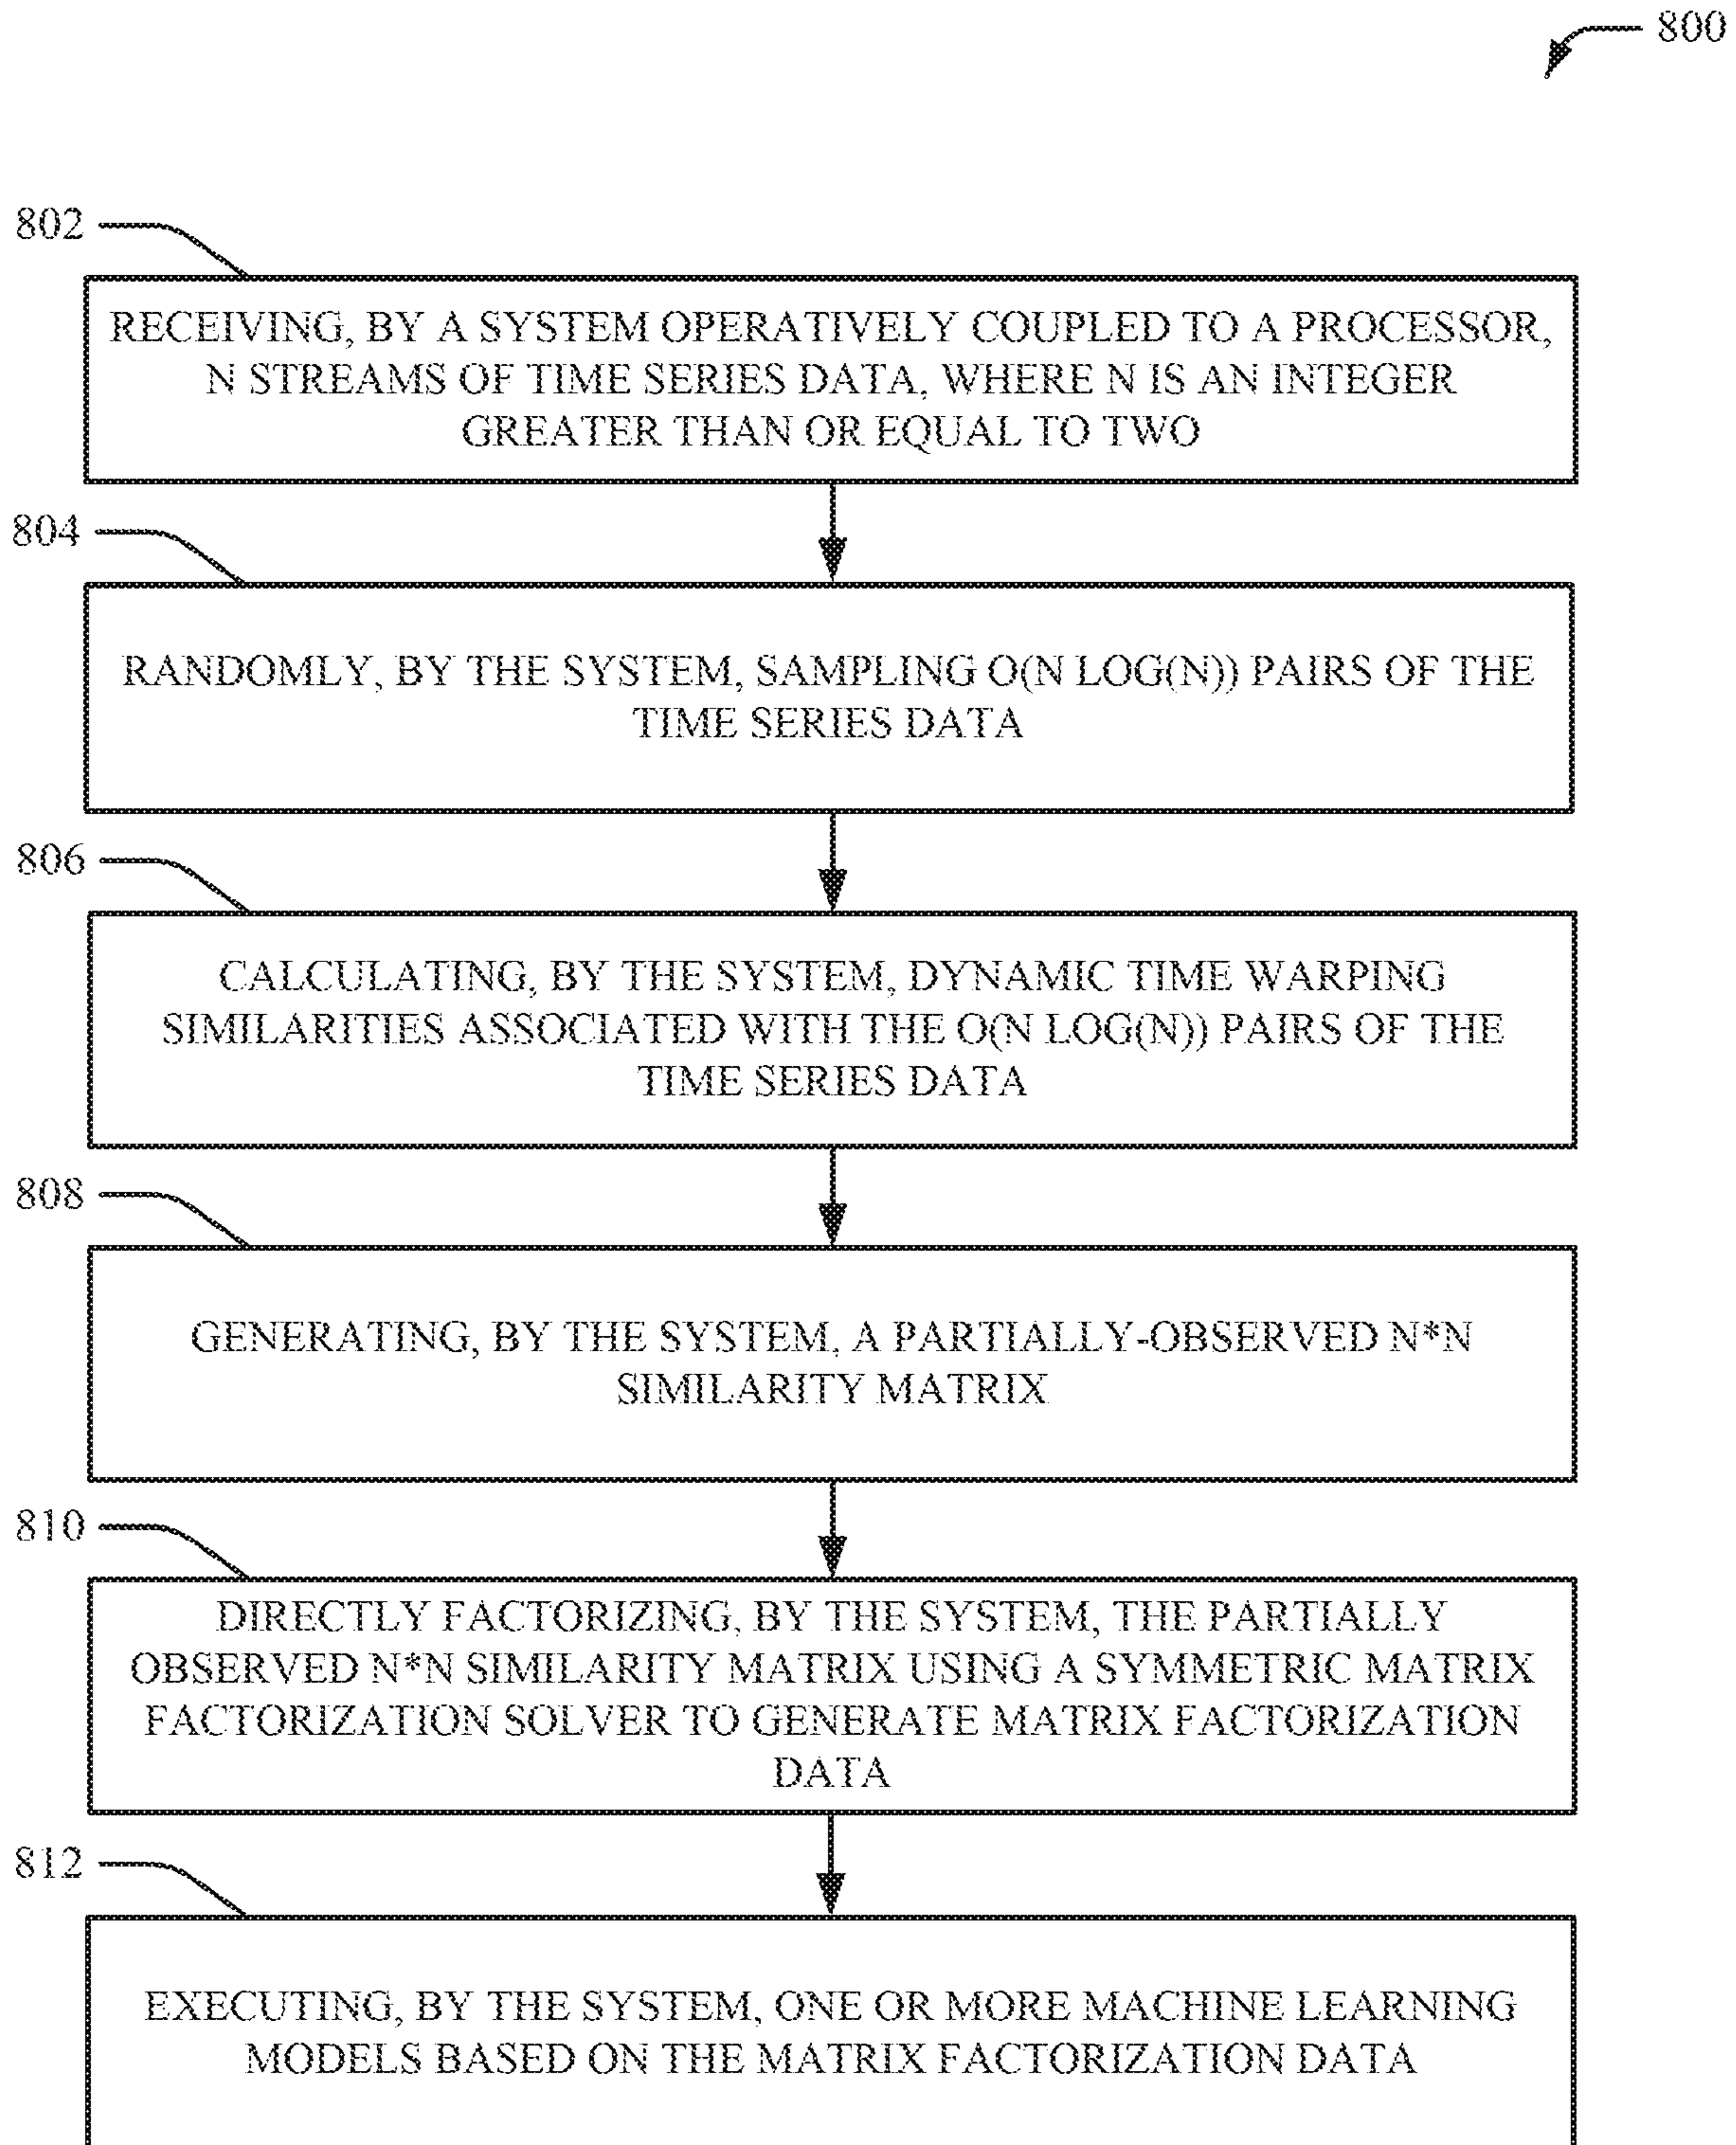 800
802
RECEIVING, BY A SYSTEM OPERATIVELY COUPLED TO A PROCESSOR,
N STREAMS OF TIME SERIES DATA, WHERE N IS AN INTEGER
GREATER THAN OR EQUAL TO TWO
804
RANDOMLY, BY THE SYSTEM, SAMPLING O(N LOG(N)) PAIRS OF THE
TIME SERIES DATA
806
CALCULATING, BY THE SYSTEM, DYNAMIC TIME WARPING
SIMILARITIES ASSOCIATED WITH THE O(N LOG(N)) PAIRS OF THE
TIME SERIES DATA
808
GENERATING, BY THE SYSTEM, A PARTIALLY-OBSERVED N*N
SIMILARITY MATRIX
810
DIRECTLY FACTORIZING, BY THE SYSTEM, THE PARTIALLY
OBSERVED N*N SIMILARITY MATRIX USING A SYMMETRIC MATRIX
FACTORIZATION SOLVER TO GENERATE MATRIX FACTORIZATION
DATA
812
EXECUTING, BY THE SYSTEM, ONE OR MORE MACHINE LEARNING
MODELS BASED ON THE MATRIX FACTORIZATION DATA